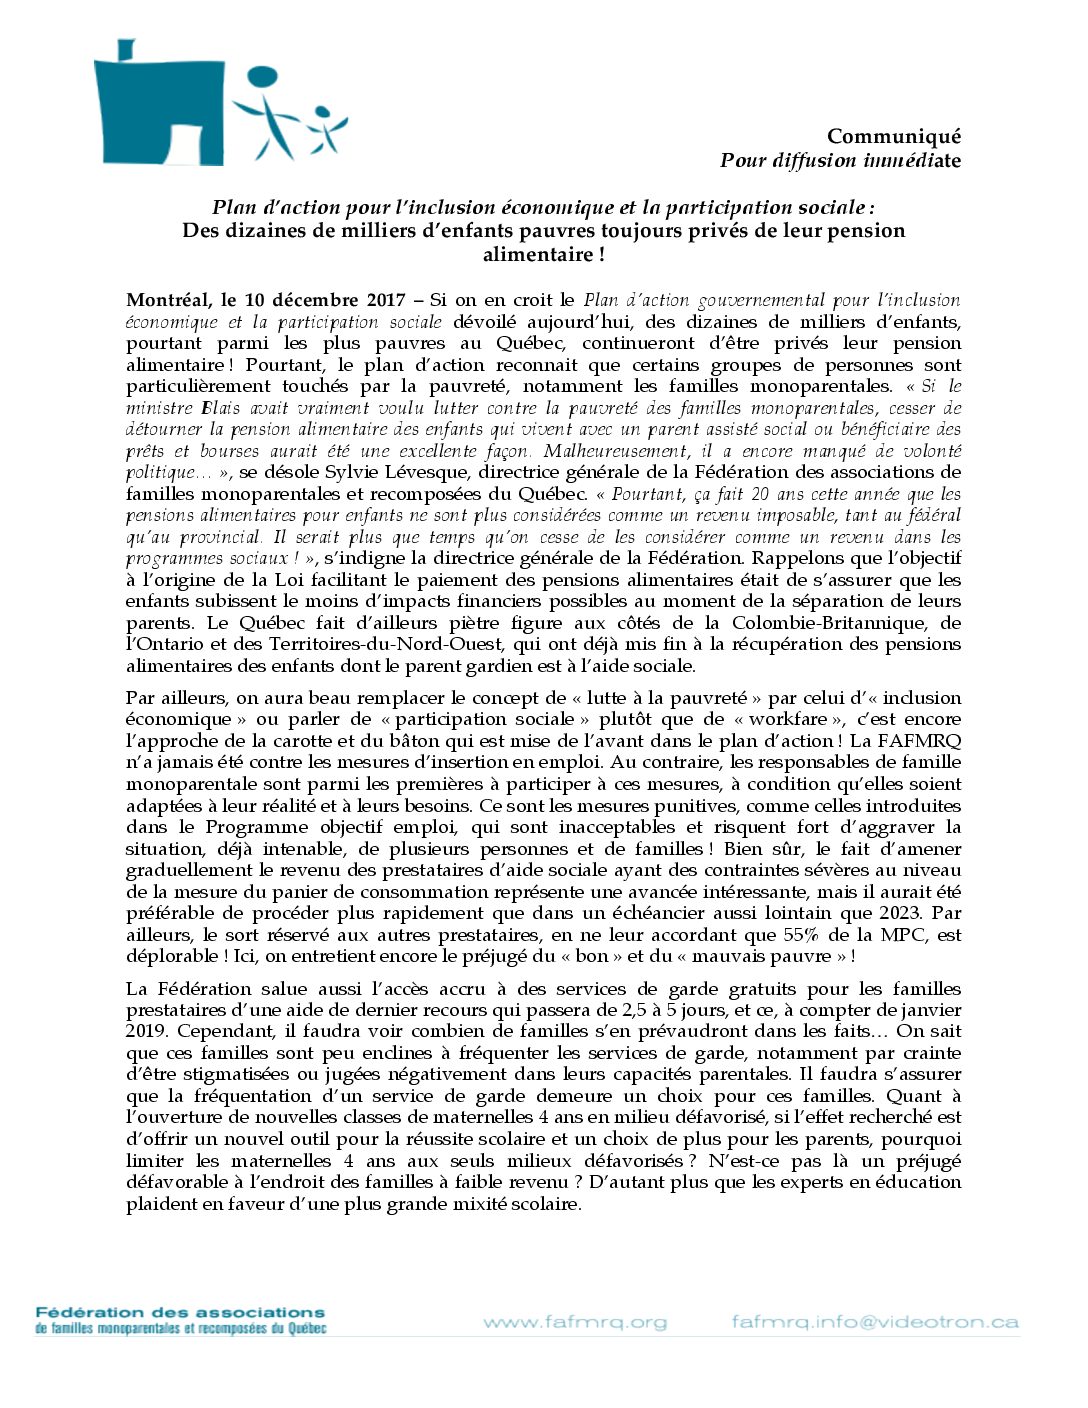 Communiqué
Pour diffusion immédiate
Plan d’action pour l’inclusion économique et la participation sociale :
Des dizaines de milliers d’enfants pauvres toujours privés de leur pension
alimentaire !
Montréal, le 10 décembre 2017 – Si on en croit le Plan d’action gouvernemental pour l’inclusion
économique et la participation sociale dévoilé aujourd’hui, des dizaines de milliers d’enfants,
pourtant parmi les plus pauvres au Québec, continueront d’être privés leur pension
alimentaire ! Pourtant, le plan d’action reconnait que certains groupes de personnes sont
particulièrement touchés par la pauvreté, notamment les familles monoparentales. « Si le
ministre Blais avait vraiment voulu lutter contre la pauvreté des familles monoparentales, cesser de
détourner la pension alimentaire des enfants qui vivent avec un parent assisté social ou bénéficiaire des
prêts et bourses aurait été une excellente façon. Malheureusement, il a encore manqué de volonté
politique… », se désole Sylvie Lévesque, directrice générale de la Fédération des associations de
familles monoparentales et recomposées du Québec. « Pourtant, ça fait 20 ans cette année que les
pensions alimentaires pour enfants ne sont plus considérées comme un revenu imposable, tant au fédéral
qu’au provincial. Il serait plus que temps qu’on cesse de les considérer comme un revenu dans les
programmes sociaux ! », s’indigne la directrice générale de la Fédération. Rappelons que l’objectif
à l’origine de la Loi facilitant le paiement des pensions alimentaires était de s’assurer que les
enfants subissent le moins d’impacts financiers possibles au moment de la séparation de leurs
parents. Le Québec fait d’ailleurs piètre figure aux côtés de la Colombie-Britannique, de
l’Ontario et des Territoires-du-Nord-Ouest, qui ont déjà mis fin à la récupération des pensions
alimentaires des enfants dont le parent gardien est à l’aide sociale.
Par ailleurs, on aura beau remplacer le concept de « lutte à la pauvreté » par celui d’« inclusion
économique » ou parler de « participation sociale » plutôt que de « workfare », c’est encore
l’approche de la carotte et du bâton qui est mise de l’avant dans le plan d’action ! La FAFMRQ
n’a jamais été contre les mesures d’insertion en emploi. Au contraire, les responsables de famille
monoparentale sont parmi les premières à participer à ces mesures, à condition qu’elles soient
adaptées à leur réalité et à leurs besoins. Ce sont les mesures punitives, comme celles introduites
dans le Programme objectif emploi, qui sont inacceptables et risquent fort d’aggraver la
situation, déjà intenable, de plusieurs personnes et de familles ! Bien sûr, le fait d’amener
graduellement le revenu des prestataires d’aide sociale ayant des contraintes sévères au niveau
de la mesure du panier de consommation représente une avancée intéressante, mais il aurait été
préférable de procéder plus rapidement que dans un échéancier aussi lointain que 2023. Par
ailleurs, le sort réservé aux autres prestataires, en ne leur accordant que 55% de la MPC, est
déplorable ! Ici, on entretient encore le préjugé du « bon » et du « mauvais pauvre » !
La Fédération salue aussi l’accès accru à des services de garde gratuits pour les familles
prestataires d’une aide de dernier recours qui passera de 2,5 à 5 jours, et ce, à compter de janvier
2019. Cependant, il faudra voir combien de familles s’en prévaudront dans les faits… On sait
que ces familles sont peu enclines à fréquenter les services de garde, notamment par crainte
d’être stigmatisées ou jugées négativement dans leurs capacités parentales. Il faudra s’assurer
que la fréquentation d’un service de garde demeure un choix pour ces familles. Quant à
l’ouverture de nouvelles classes de maternelles 4 ans en milieu défavorisé, si l’effet recherché est
d’offrir un nouvel outil pour la réussite scolaire et un choix de plus pour les parents, pourquoi
limiter les maternelles 4 ans aux seuls milieux défavorisés ? N’est-ce pas là un préjugé
défavorable à l’endroit des familles à faible revenu ? D’autant plus que les experts en éducation
plaident en faveur d’une plus grande mixité scolaire.
Fédération des associations
de familles monoparentales et recomposées du Québec
www.fafmrq.org fafmrq.info@videotron.ca